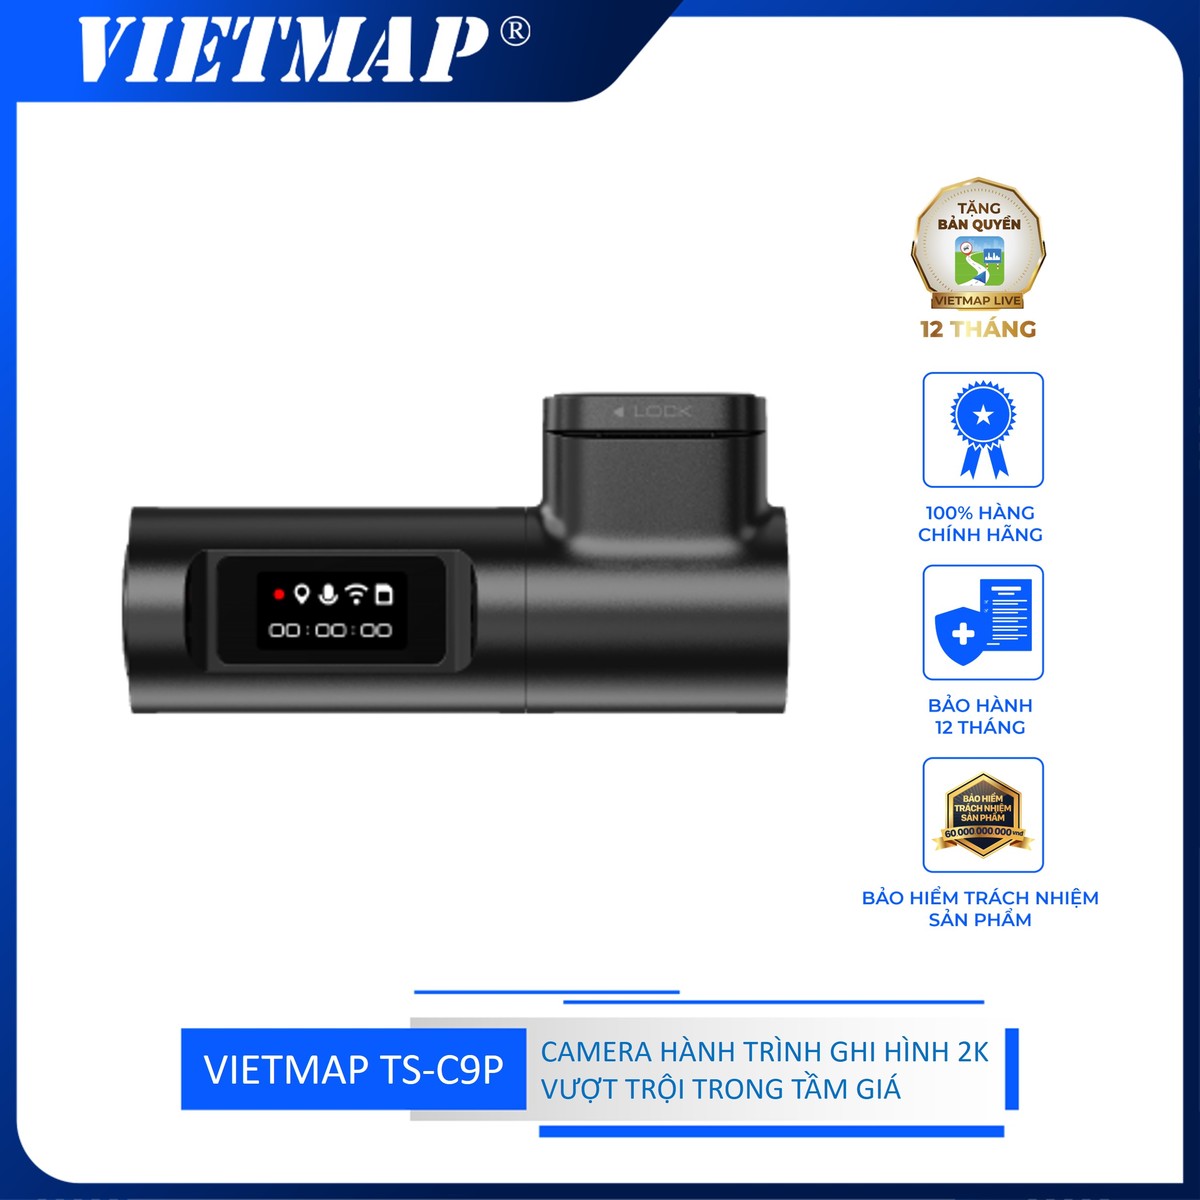 VIETMAP®
TẶNG
BẢN QUYỀN
VIETMAP LIVE
12 THÁNG
◄ LOCK
00:00:00
100% HÀNG
CHÍNH HÃNG
BẢO HÀNH
12 THÁNG
BẢO HIỂM
TRÁCH NHIỆM
SẢN PHẨM
60.000.000.000vnđ
BẢO HIỂM TRÁCH NHIỆM
SẢN PHẨM
VIETMAP TS-C9P
CAMERA HÀNH TRÌNH GHI HÌNH 2K
VƯỢT TRỘI TRONG TẦM GIÁ